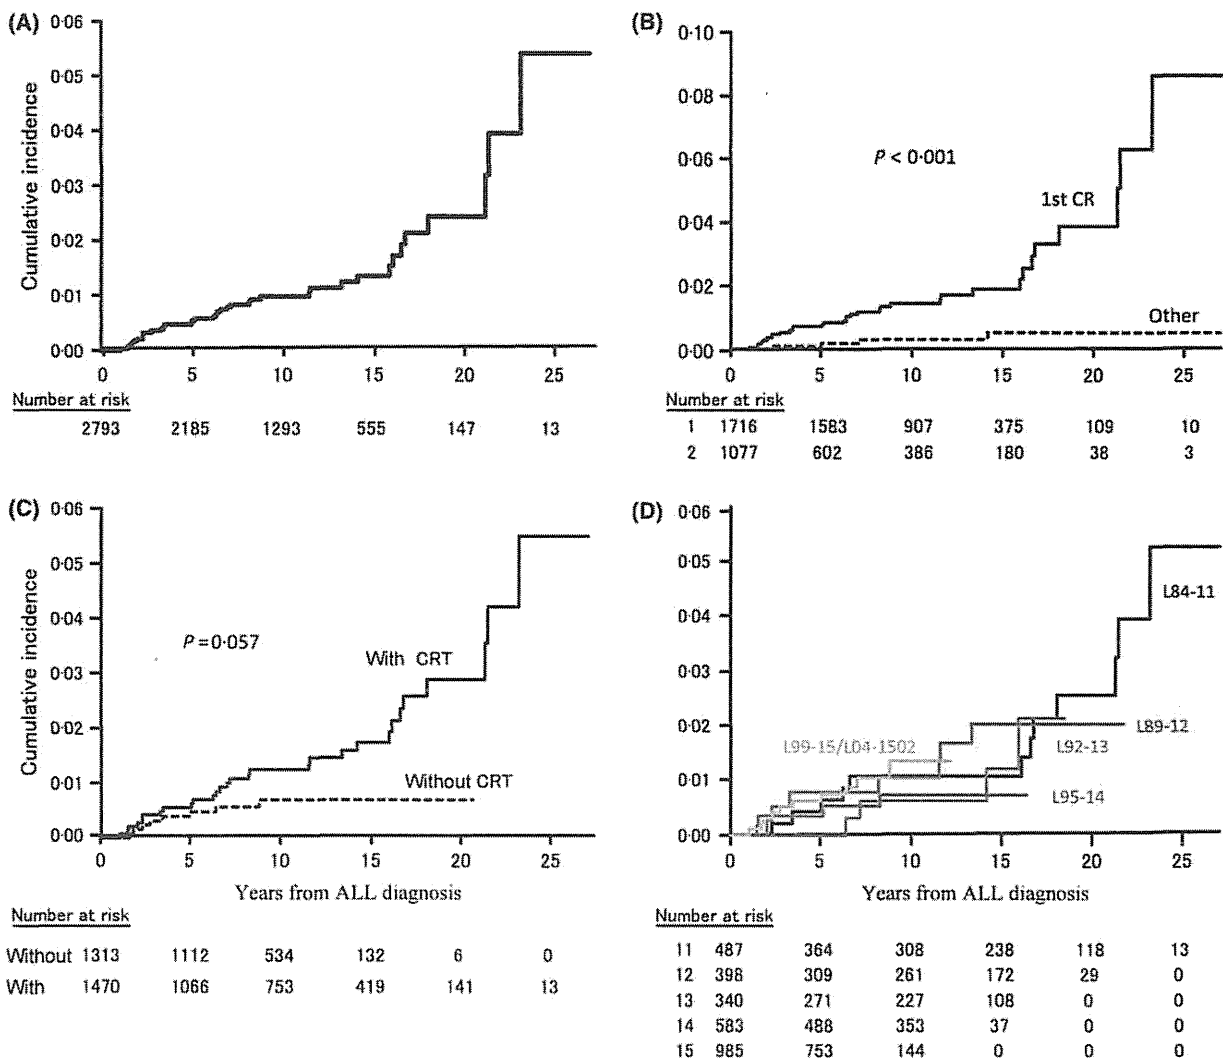 (A)
0·06
0·05
0·04
0·03
0·02
0·01
0·00
Cumulative incidence
0 5 10 15 20 25
Number at risk
2793 2185 1293 555 147 13
(B)
0·10
0·08
0·06
0·04
0·02
0·00
P < 0·001
1st CR
Other
0 5 10 15 20 25
Number at risk
1 1716 1583 907 375 109 10
2 1077 602 386 180 38 3
(C)
0·06
0·05
0·04
0·03
0·02
0·01
0·00
Cumulative incidence
P = 0·057
With CRT
Without CRT
0 5 10 15 20 25
Years from ALL diagnosis
Number at risk
Without 1313 1112 534 132 6 0
With 1470 1066 753 419 141 13
(D)
0·06
0·05
0·04
0·03
0·02
0·01
0·00
L84-11
L89-12
L99-15/L04-1502
L92-13
L95-14
0 5 10 15 20 25
Years from ALL diagnosis
Number at risk
11 487 364 308 238 118 13
12 398 309 261 172 29 0
13 340 271 227 108 0 0
14 583 488 353 37 0 0
15 985 753 144 0 0 0